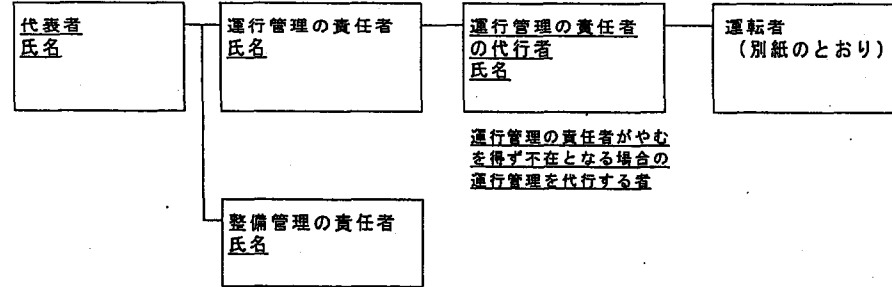 代表者
氏名
運行管理の責任者
氏名
運行管理の責任者
の代行者
氏名
運転者
（別紙のとおり）
運行管理の責任者がやむ
を得ず不在となる場合の
運行管理を代行する者
整備管理の責任者
氏名